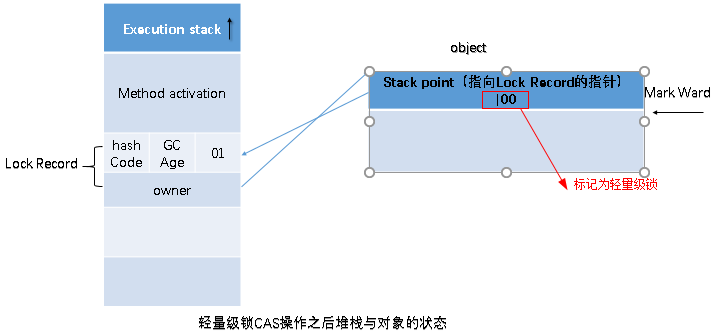 Execution stack
Method activation
hash
Code
GC
Age
01
owner
Lock Record
object
Stack point（指向Lock Record的指针）
|00
Mark Ward
标记为轻量级锁
轻量级锁CAS操作之后堆栈与对象的状态